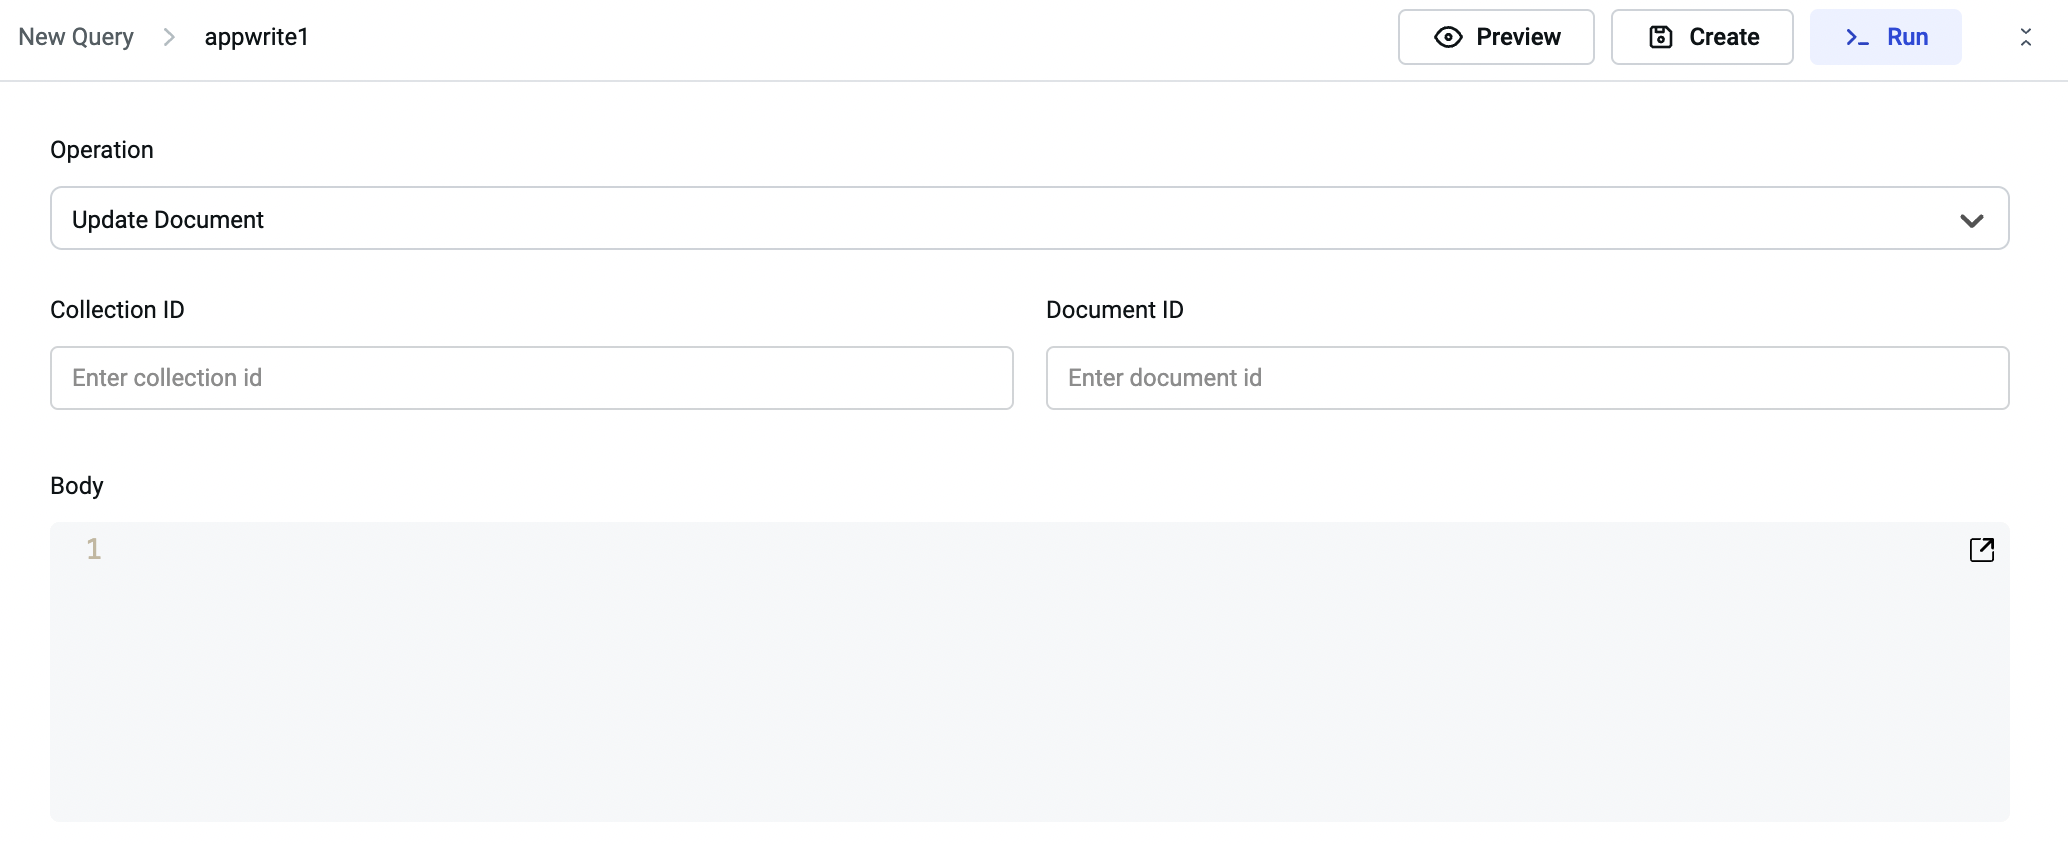 New Query > appwrite1 Preview Create >_ Run
Operation
Update Document
Collection ID Document ID
Enter collection id Enter document id
Body
1